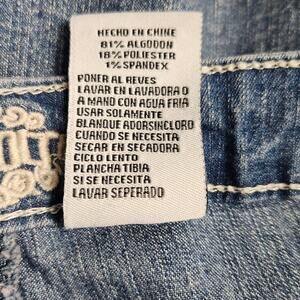 HECHO EN CHINE
81% ALGODON
18% POLIESTER
1% SPANDEX
PONER AL REVES
LAVAR EN LAVADORA O
A MANO CON AGUA FRIA
USAR SOLAMENTE
BLANQUE ADORSINCLORO
CUANDO SE NECESITA
SECAR EN SECADORA
CICLO LENTO
PLANCHA TIBIA
SI SE NECESITA
LAVAR SEPERADO